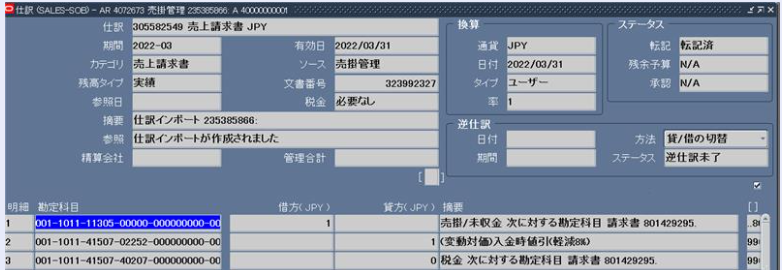 仕訳 (SALES-SOB) - AR 4072673 売掛管理 235385866: A 40000000001
仕訳 305582549 売上請求書 JPY
期間 2022-03 有効日 2022/03/31
カテゴリ 売上請求書 ソース 売掛管理
残高タイプ 実績 文書番号 323992327
参照日 税金 必要なし
摘要 仕訳インポート 235385866:
参照 仕訳インポートが作成されました
精算会社 管理合計
[ ]
換算
通貨 JPY
日付 2022/03/31
タイプ ユーザー
率 1
ステータス
転記 転記済
残余予算 N/A
承認 N/A
逆仕訳
日付 方法 貸/借の切替
期間 ステータス 逆仕訳未了
明細 勘定科目 借方(JPY) 貸方(JPY) 摘要 [ ]
1 001-1011-11305-00000-000000000-00 1 売掛/未収金 次に対する勘定科目 請求書 801429295.
2 001-1011-41507-02252-000000000-00 1 (変動対価)入金時値引(軽減8%)
3 001-1011-41507-40207-000000000-00 0 税金 次に対する勘定科目 請求書 801429295.